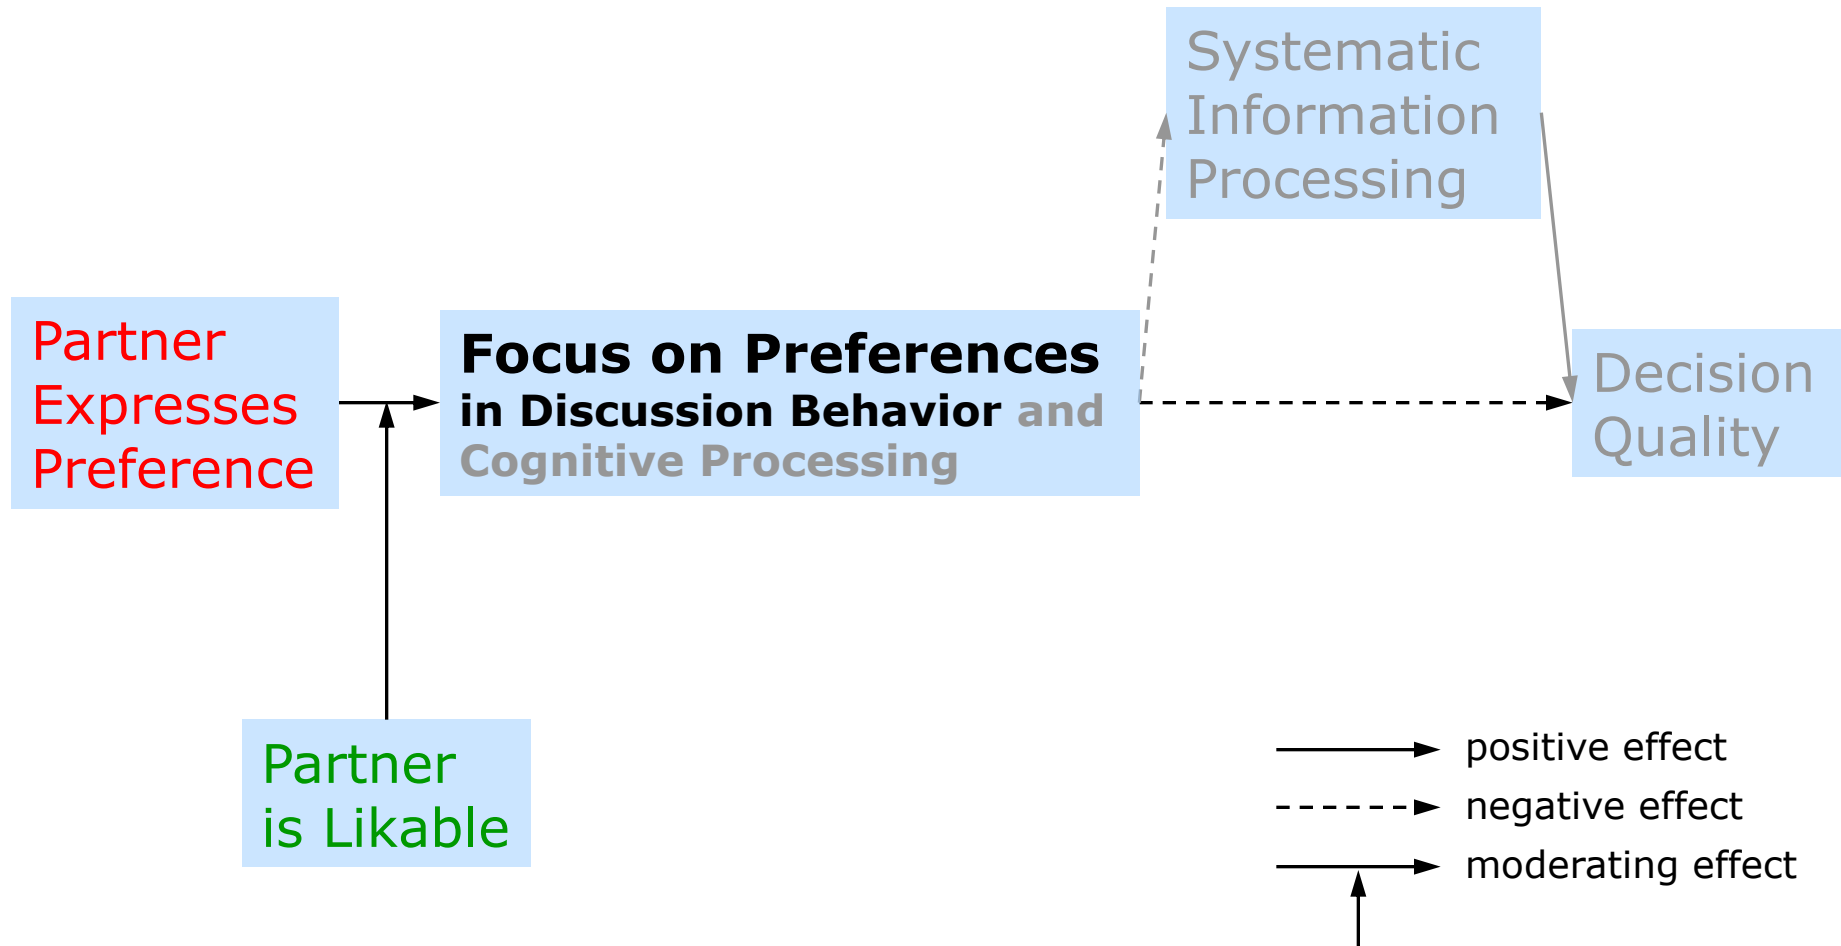 Systematic
Information
Processing
Partner
Expresses
Preference
Focus on Preferences
in Discussion Behavior and
Cognitive Processing
Decision
Quality
Partner
is Likable
positive effect
negative effect
moderating effect